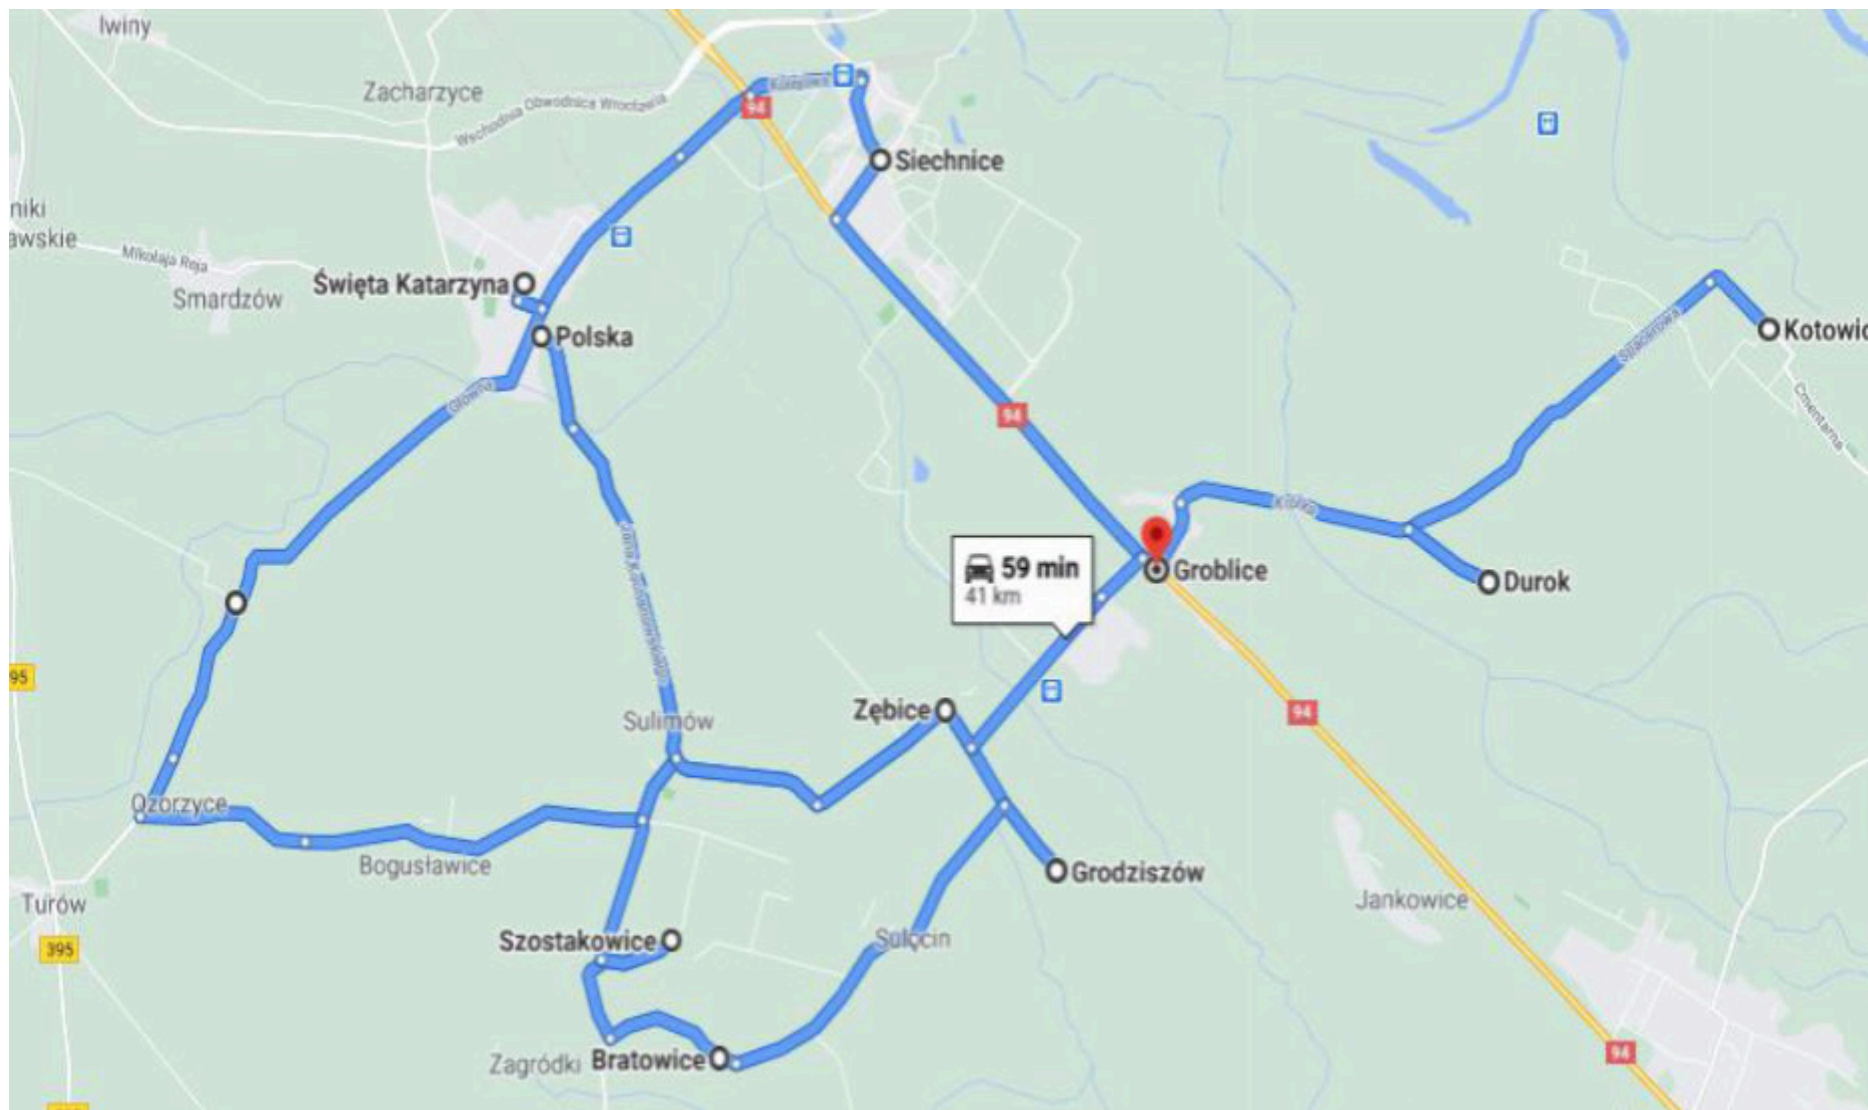 Iwiny
Zacharzyce
Wschodnia Obwodnica Wrocławia
94
Siechnice
niki
awskie
Mikołaja Reja
Smardzów
Święta Katarzyna
Polska
Kotowic
Spacerowa
Cmentarna
Główna
94
59 min
41 km
Groblice
Durok
95
Zębice
Sulimów
94
Ozorzyce
Bogusławice
Grodziszów
Turów
Jankowice
395
Szostakowice
Sulęcin
Zagródki
Bratowice
94